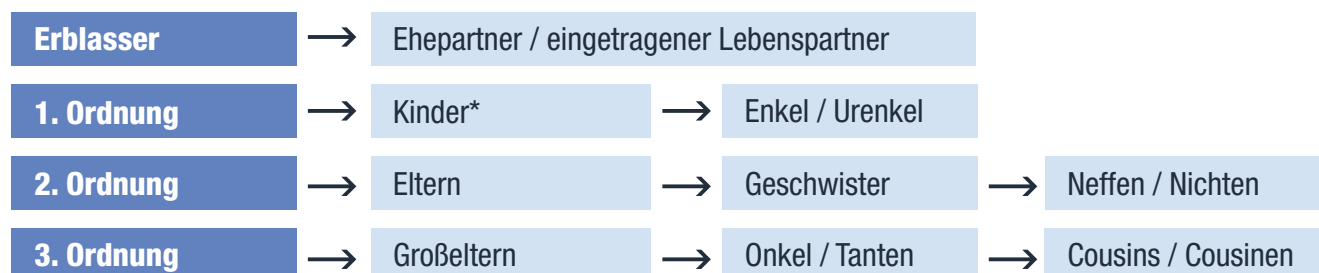 Erblasser → Ehepartner / eingetragener Lebenspartner
1. Ordnung → Kinder* → Enkel / Urenkel
2. Ordnung → Eltern → Geschwister → Neffen / Nichten
3. Ordnung → Großeltern → Onkel / Tanten → Cousins / Cousinen